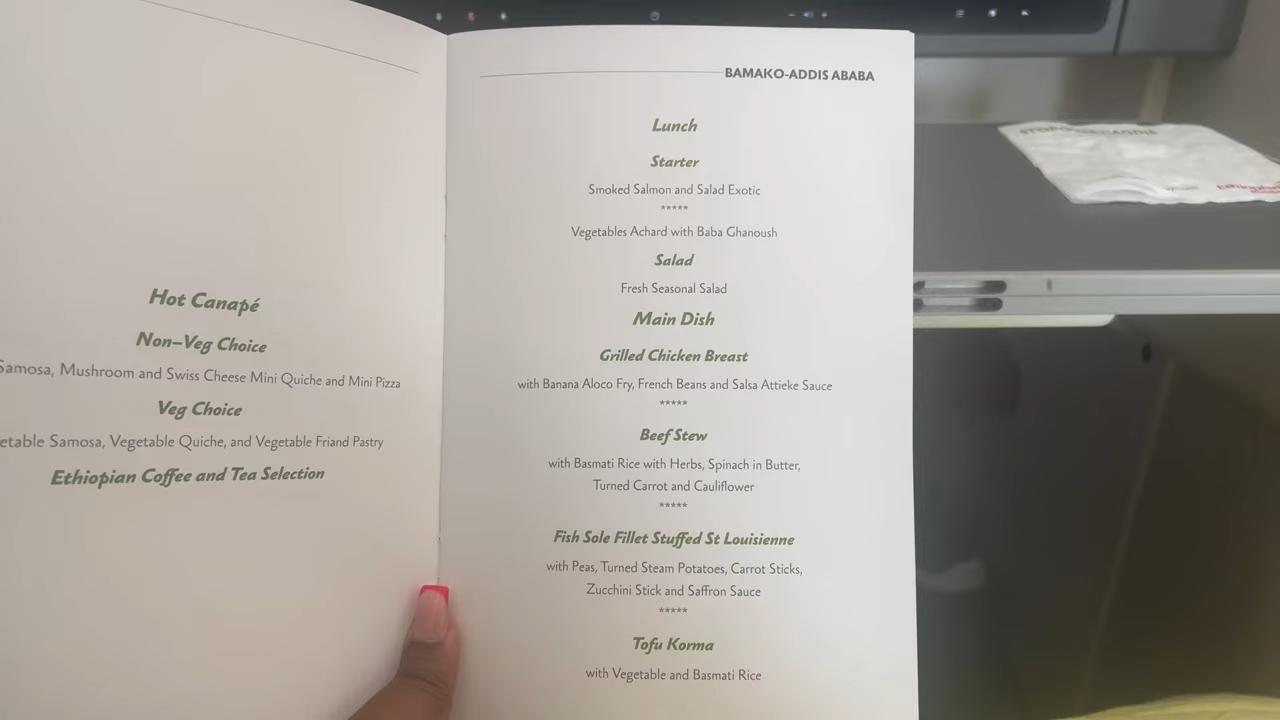 Hot Canapé
Non–Veg Choice
Samosa, Mushroom and Swiss Cheese Mini Quiche and Mini Pizza
Veg Choice
etable Samosa, Vegetable Quiche, and Vegetable Friand Pastry
Ethiopian Coffee and Tea Selection
BAMAKO-ADDIS ABABA
Lunch
Starter
Smoked Salmon and Salad Exotic
*****
Vegetables Achard with Baba Ghanoush
Salad
Fresh Seasonal Salad
Main Dish
Grilled Chicken Breast
with Banana Aloco Fry, French Beans and Salsa Attieke Sauce
*****
Beef Stew
with Basmati Rice with Herbs, Spinach in Butter,
Turned Carrot and Cauliflower
*****
Fish Sole Fillet Stuffed St Louisienne
with Peas, Turned Steam Potatoes, Carrot Sticks,
Zucchini Stick and Saffron Sauce
*****
Tofu Korma
with Vegetable and Basmati Rice